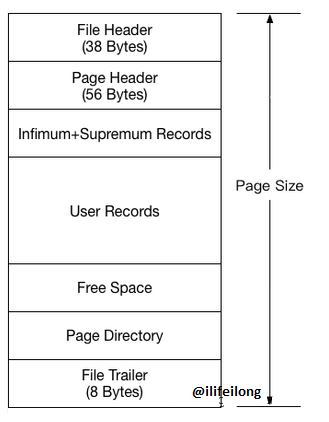 File Header
(38 Bytes)
Page Header
(56 Bytes)
Infimum+Supremum Records
Page Size
User Records
Free Space
Page Directory
File Trailer
(8 Bytes)
@ilifeilong